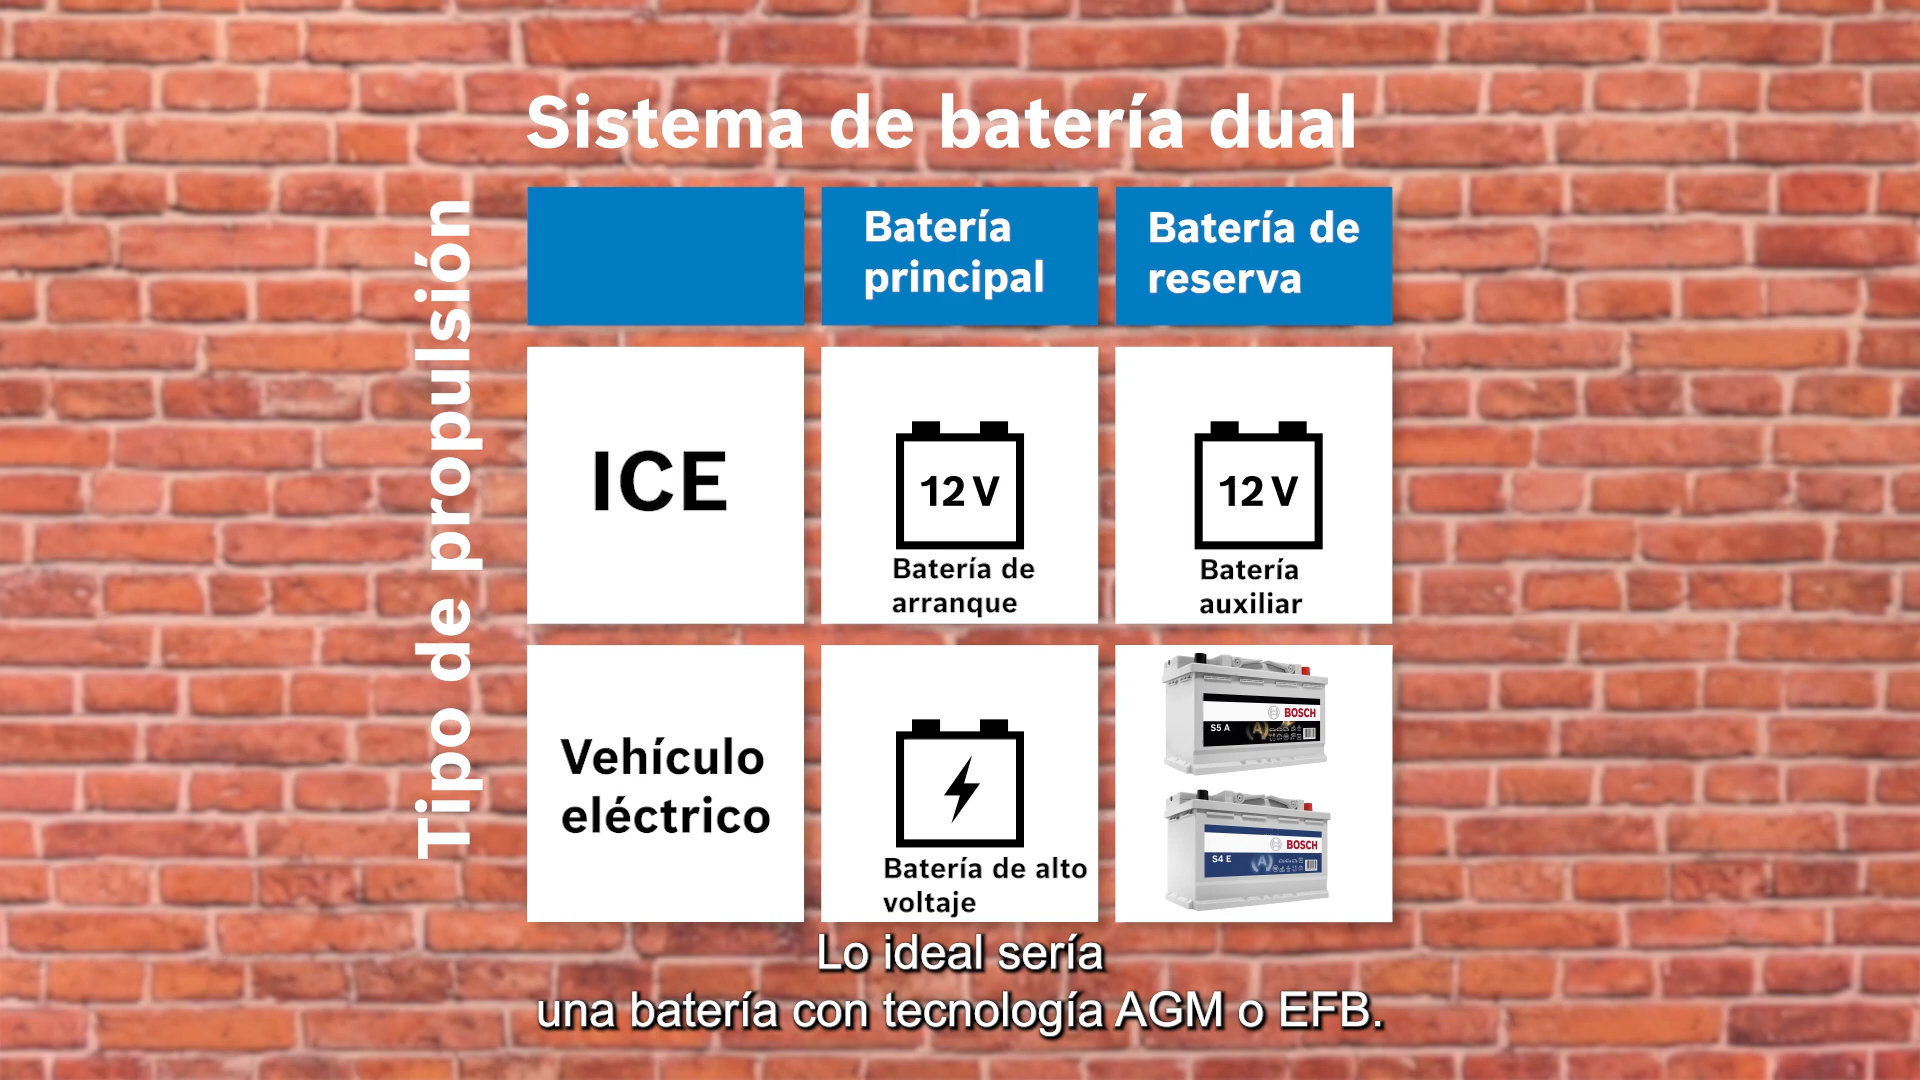 Sistema de batería dual
Tipo de propulsión
Batería
principal
Batería de
reserva
ICE
12 V
Batería de
arranque
12 V
Batería
auxiliar
Vehículo
eléctrico
Batería de alto
voltaje
BOSCH
S5 A
BOSCH
S4 E
Lo ideal sería
una batería con tecnología AGM o EFB.